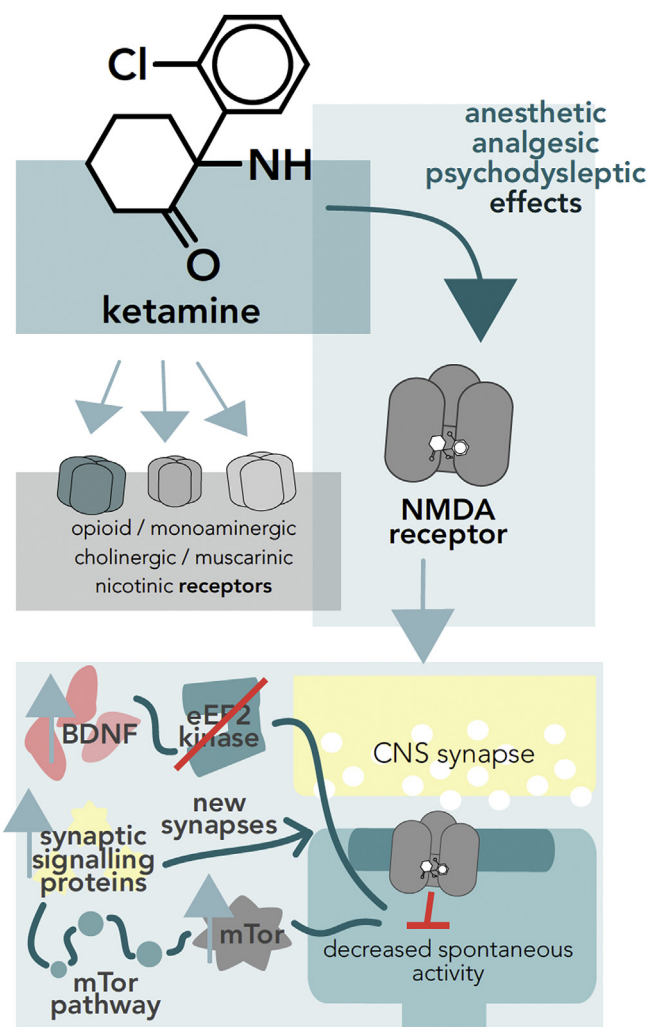 Cl
NH
O
ketamine
anesthetic
analgesic
psychodysleptic
effects
opioid / monoaminergic
cholinergic / muscarinic
nicotinic receptors
NMDA
receptor
BDNF
eEF2
kinase
CNS synapse
new
synapses
synaptic
signalling
proteins
mTor
mTor
pathway
decreased spontaneous
activity